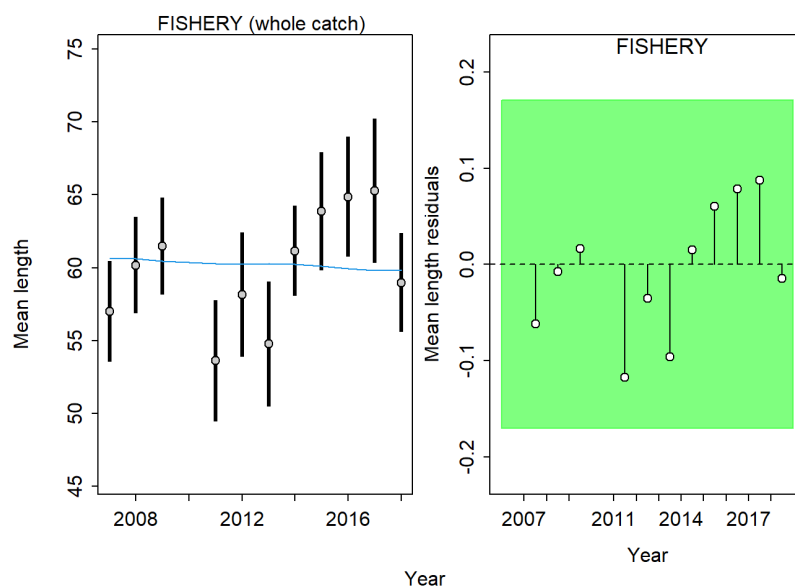 FISHERY (whole catch)
Mean length
75
70
65
60
55
50
45
2008 2012 2016
Year
FISHERY
Mean length residuals
0.2
0.1
0.0
-0.1
-0.2
2007 2011 2014 2017
Year